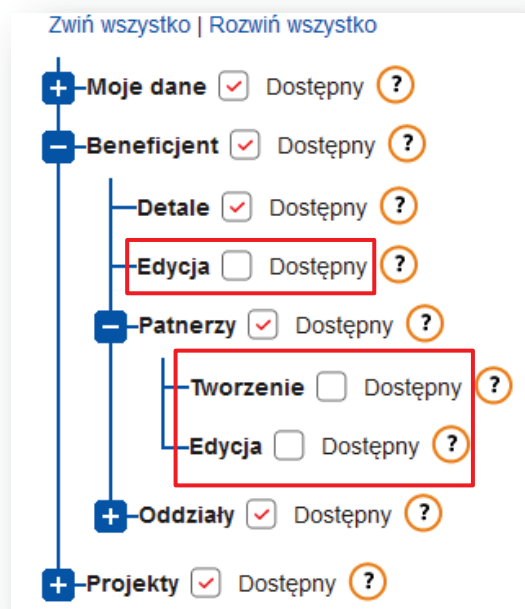 Zwiń wszystko | Rozwiń wszystko
Moje dane Dostępny ?
Beneficjent Dostępny ?
Detale Dostępny ?
Edycja Dostępny ?
Patnerzy Dostępny ?
Tworzenie Dostępny ?
Edycja Dostępny ?
Oddziały Dostępny ?
Projekty Dostępny ?